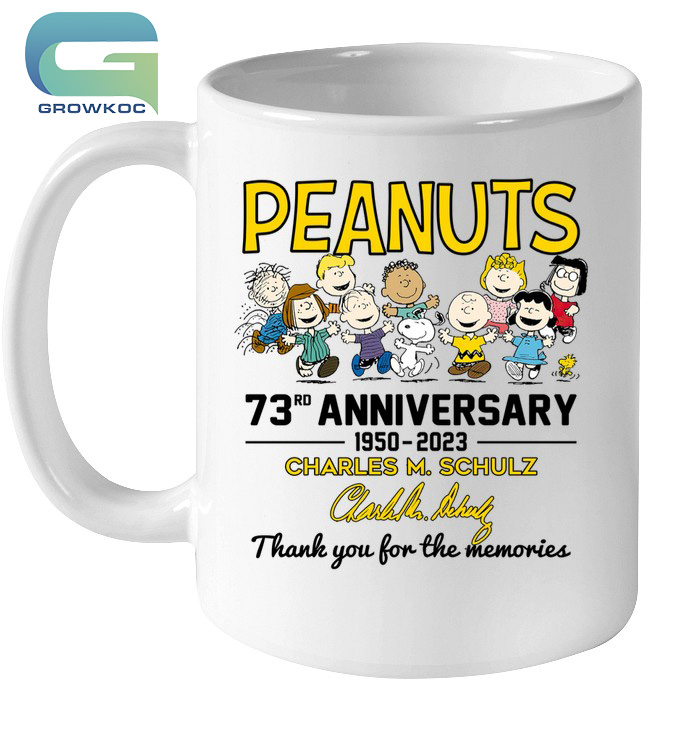 GROWKOC
PEANUTS
73RD ANNIVERSARY
1950-2023
CHARLES M. SCHULZ
Charles M. Schulz
Thank you for the memories